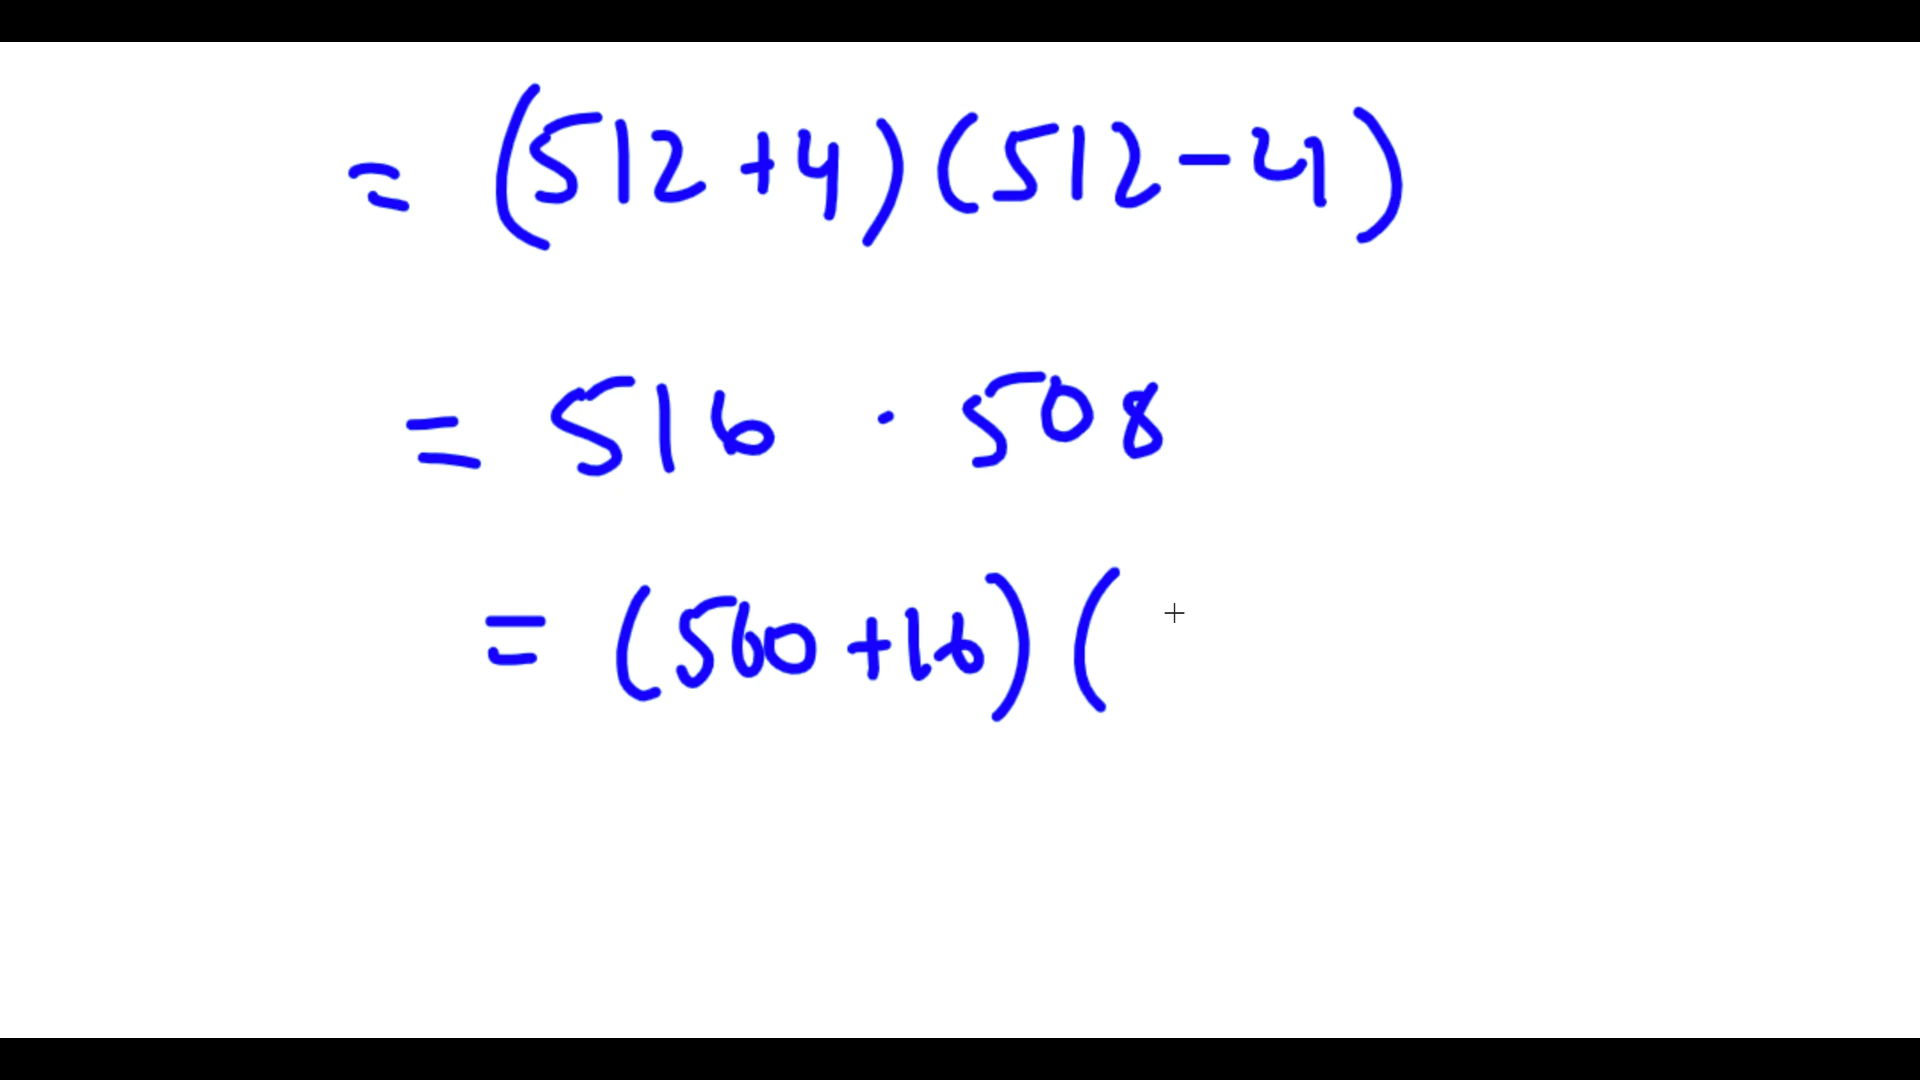 = (512+4)(512-4)
= 516 · 508
= (500+16)(